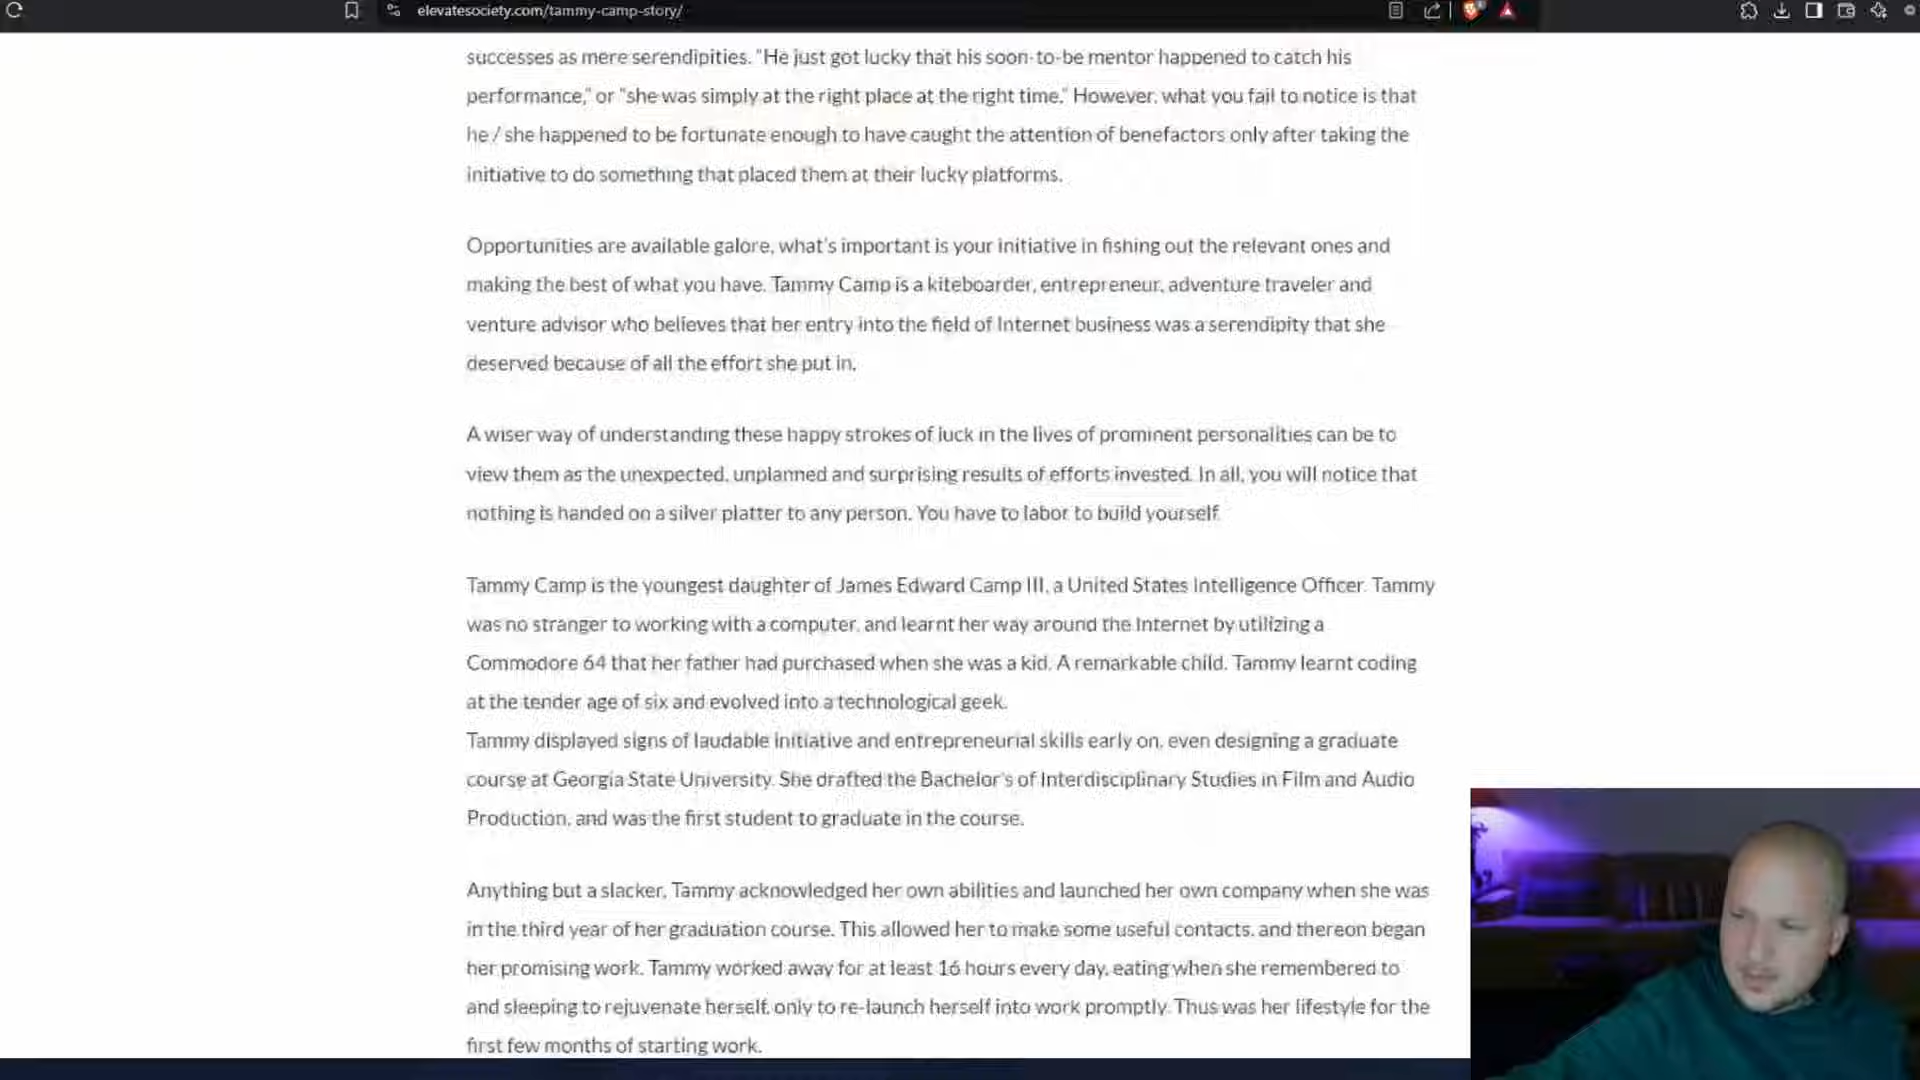 elevatesociety.com/tammy-camp-story/
successes as mere serendipities. "He just got lucky that his soon-to-be mentor happened to catch his
performance," or "she was simply at the right place at the right time." However, what you fail to notice is that
he / she happened to be fortunate enough to have caught the attention of benefactors only after taking the
initiative to do something that placed them at their lucky platforms.
Opportunities are available galore, what's important is your initiative in fishing out the relevant ones and
making the best of what you have. Tammy Camp is a kiteboarder, entrepreneur, adventure traveler and
venture advisor who believes that her entry into the field of Internet business was a serendipity that she
deserved because of all the effort she put in.
A wiser way of understanding these happy strokes of luck in the lives of prominent personalities can be to
view them as the unexpected, unplanned and surprising results of efforts invested. In all, you will notice that
nothing is handed on a silver platter to any person. You have to labor to build yourself.
Tammy Camp is the youngest daughter of James Edward Camp III, a United States Intelligence Officer. Tammy
was no stranger to working with a computer, and learnt her way around the Internet by utilizing a
Commodore 64 that her father had purchased when she was a kid. A remarkable child, Tammy learnt coding
at the tender age of six and evolved into a technological geek.
Tammy displayed signs of laudable initiative and entrepreneurial skills early on, even designing a graduate
course at Georgia State University. She drafted the Bachelor's of Interdisciplinary Studies in Film and Audio
Production, and was the first student to graduate in the course.
Anything but a slacker, Tammy acknowledged her own abilities and launched her own company when she was
in the third year of her graduation course. This allowed her to make some useful contacts, and thereon began
her promising work. Tammy worked away for at least 16 hours every day, eating when she remembered to
and sleeping to rejuvenate herself, only to re-launch herself into work promptly. Thus was her lifestyle for the
first few months of starting work.